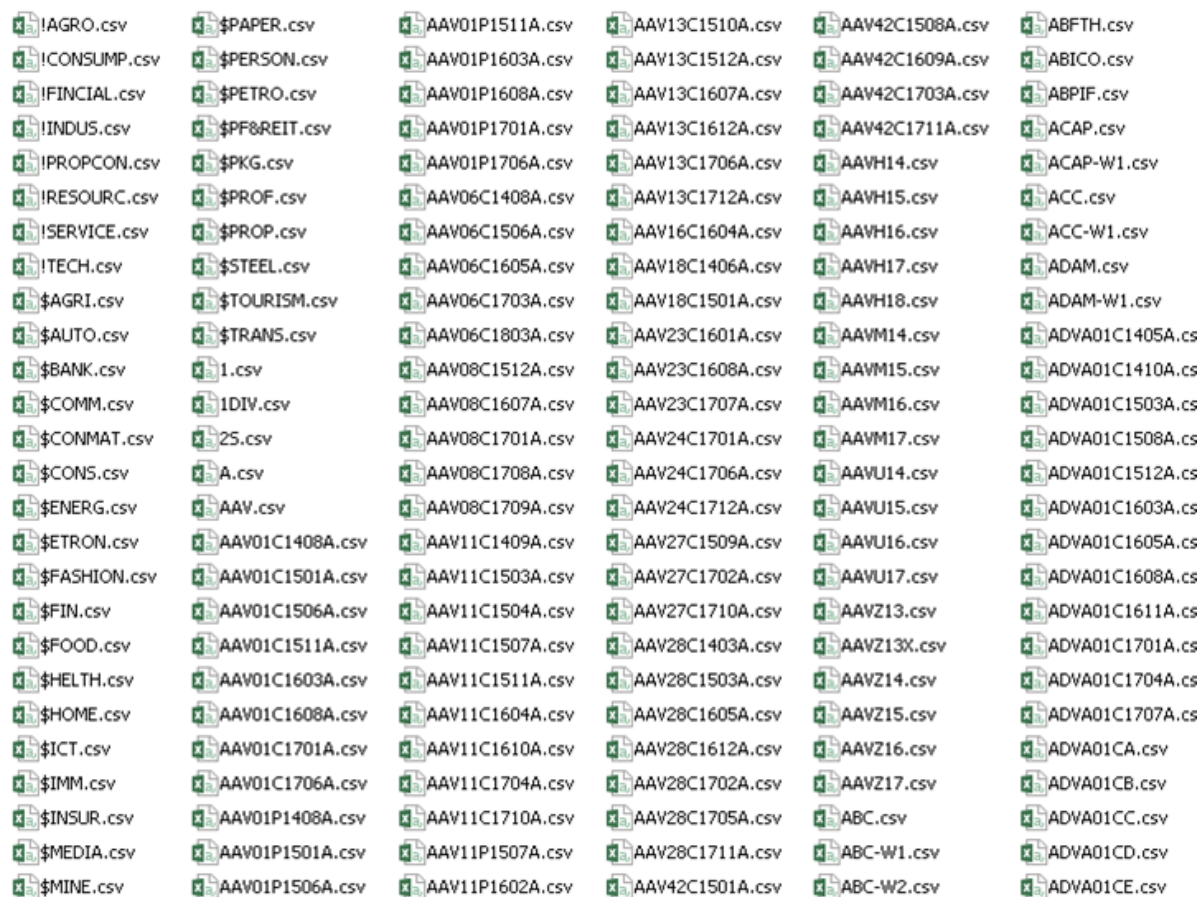 !AGRO.csv
!CONSUMP.csv
!FINCIAL.csv
!INDUS.csv
!PROPCON.csv
!RESOURC.csv
!SERVICE.csv
!TECH.csv
$AGRI.csv
$AUTO.csv
$BANK.csv
$COMM.csv
$CONMAT.csv
$CONS.csv
$ENERG.csv
$ETRON.csv
$FASHION.csv
$FIN.csv
$FOOD.csv
$HELTH.csv
$HOME.csv
$ICT.csv
$IMM.csv
$INSUR.csv
$MEDIA.csv
$MINE.csv
$PAPER.csv
$PERSON.csv
$PETRO.csv
$PF&REIT.csv
$PKG.csv
$PROF.csv
$PROP.csv
$STEEL.csv
$TOURISM.csv
$TRANS.csv
1.csv
1DIV.csv
2S.csv
A.csv
AAV.csv
AAV01C1408A.csv
AAV01C1501A.csv
AAV01C1506A.csv
AAV01C1511A.csv
AAV01C1603A.csv
AAV01C1608A.csv
AAV01C1701A.csv
AAV01C1706A.csv
AAV01P1408A.csv
AAV01P1501A.csv
AAV01P1506A.csv
AAV01P1511A.csv
AAV01P1603A.csv
AAV01P1608A.csv
AAV01P1701A.csv
AAV01P1706A.csv
AAV06C1408A.csv
AAV06C1506A.csv
AAV06C1605A.csv
AAV06C1703A.csv
AAV06C1803A.csv
AAV08C1512A.csv
AAV08C1607A.csv
AAV08C1701A.csv
AAV08C1708A.csv
AAV08C1709A.csv
AAV11C1409A.csv
AAV11C1503A.csv
AAV11C1504A.csv
AAV11C1507A.csv
AAV11C1511A.csv
AAV11C1604A.csv
AAV11C1610A.csv
AAV11C1704A.csv
AAV11C1710A.csv
AAV11P1507A.csv
AAV11P1602A.csv
AAV13C1510A.csv
AAV13C1512A.csv
AAV13C1607A.csv
AAV13C1612A.csv
AAV13C1706A.csv
AAV13C1712A.csv
AAV16C1604A.csv
AAV18C1406A.csv
AAV18C1501A.csv
AAV23C1601A.csv
AAV23C1608A.csv
AAV23C1707A.csv
AAV24C1701A.csv
AAV24C1706A.csv
AAV24C1712A.csv
AAV27C1509A.csv
AAV27C1702A.csv
AAV27C1710A.csv
AAV28C1403A.csv
AAV28C1503A.csv
AAV28C1605A.csv
AAV28C1612A.csv
AAV28C1702A.csv
AAV28C1705A.csv
AAV28C1711A.csv
AAV42C1501A.csv
AAV42C1508A.csv
AAV42C1609A.csv
AAV42C1703A.csv
AAV42C1711A.csv
AAVH14.csv
AAVH15.csv
AAVH16.csv
AAVH17.csv
AAVH18.csv
AAVM14.csv
AAVM15.csv
AAVM16.csv
AAVM17.csv
AAVU14.csv
AAVU15.csv
AAVU16.csv
AAVU17.csv
AAVZ13.csv
AAVZ13X.csv
AAVZ14.csv
AAVZ15.csv
AAVZ16.csv
AAVZ17.csv
ABC.csv
ABC-W1.csv
ABC-W2.csv
ABFTH.csv
ABICO.csv
ABPIF.csv
ACAP.csv
ACAP-W1.csv
ACC.csv
ACC-W1.csv
ADAM.csv
ADAM-W1.csv
ADVA01C1405A.cs
ADVA01C1410A.cs
ADVA01C1503A.cs
ADVA01C1508A.cs
ADVA01C1512A.cs
ADVA01C1603A.cs
ADVA01C1605A.cs
ADVA01C1608A.cs
ADVA01C1611A.cs
ADVA01C1701A.cs
ADVA01C1704A.cs
ADVA01C1707A.cs
ADVA01CA.csv
ADVA01CB.csv
ADVA01CC.csv
ADVA01CD.csv
ADVA01CE.csv